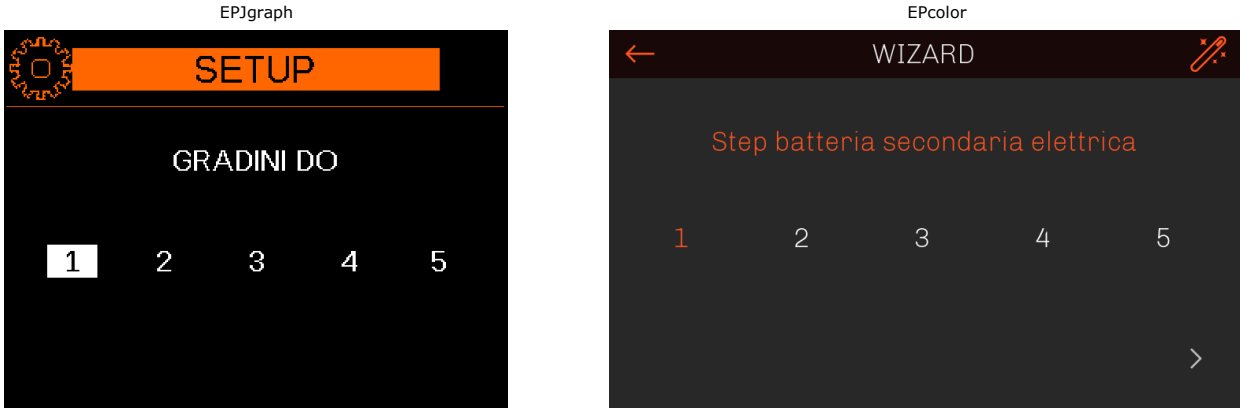 EPJgraph
SETUP
GRADINI DO
1 2 3 4 5
EPcolor
WIZARD
Step batteria secondaria elettrica
1 2 3 4 5